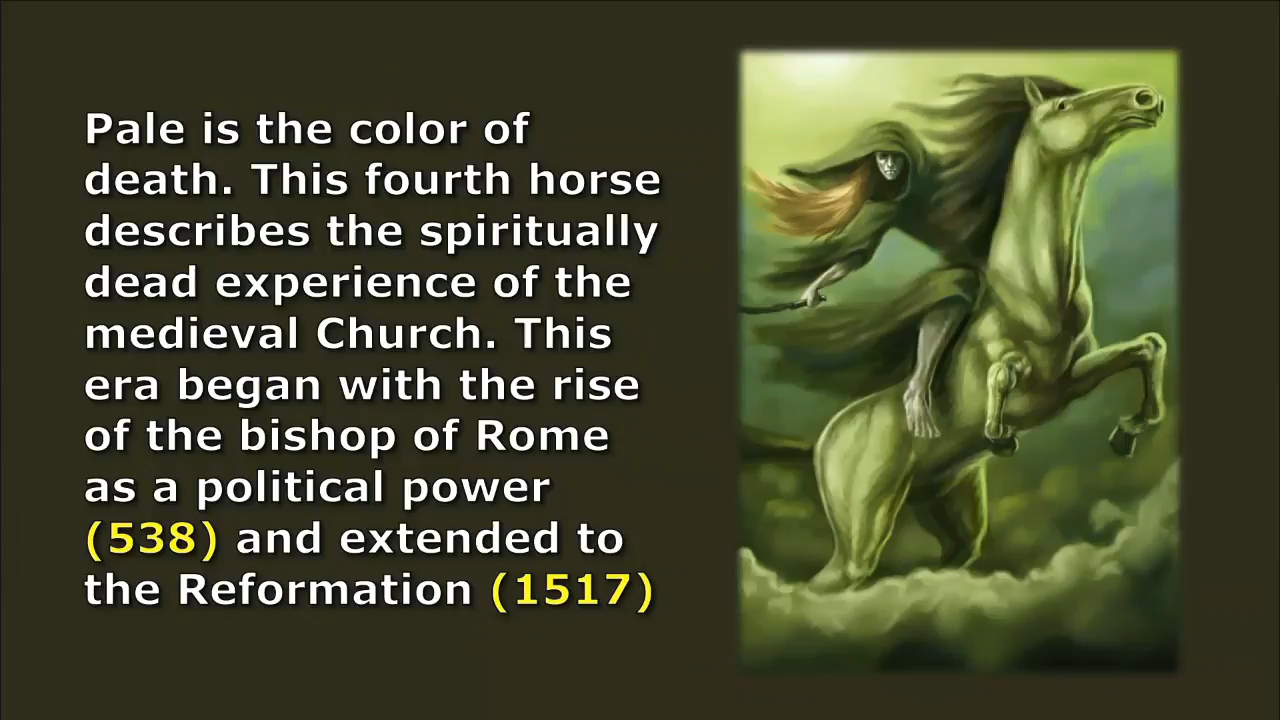 Pale is the color of
death. This fourth horse
describes the spiritually
dead experience of the
medieval Church. This
era began with the rise
of the bishop of Rome
as a political power
(538) and extended to
the Reformation (1517)